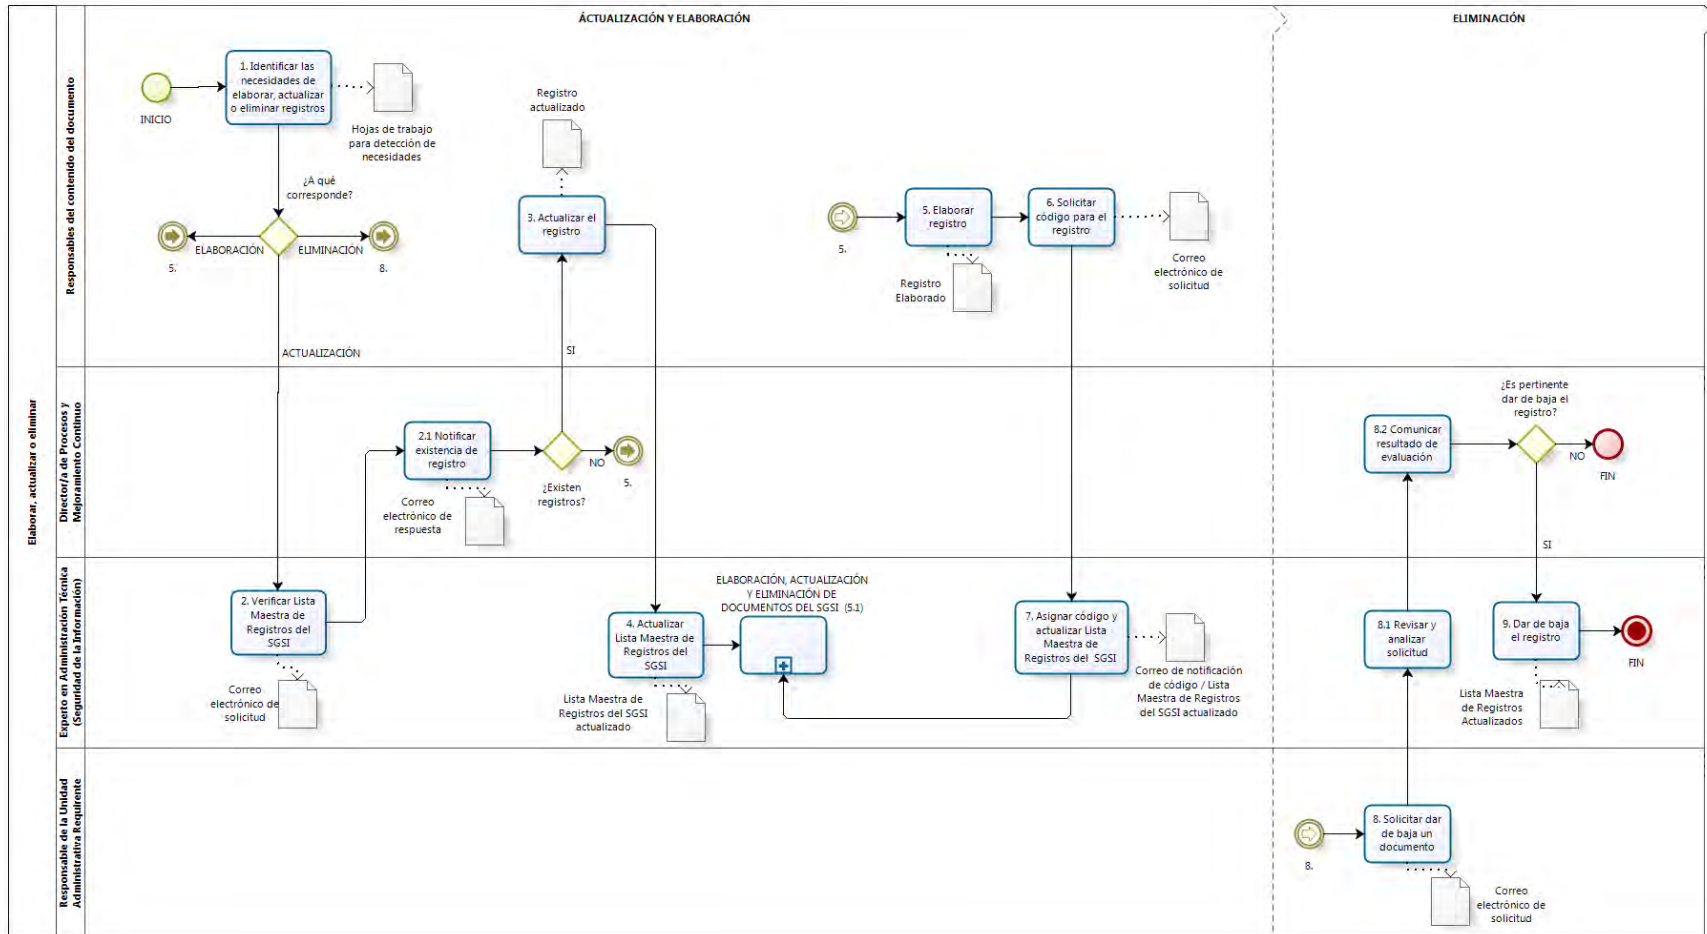 ÁCTUALIZACIÓN Y ELABORACIÓN
ELIMINACIÓN
Elaborar, actualizar o eliminar
Responsables del contenido del documento
INICIO
1. Identificar las
necesidades de
elaborar, actualizar
o eliminar registros
Hojas de trabajo
para detección de
necesidades
¿A qué
corresponde?
ELABORACIÓN
ELIMINACIÓN
5.
8.
ACTUALIZACIÓN
Registro
actualizado
3. Actualizar el
registro
SI
5.
5. Elaborar
registro
Registro
Elaborado
6. Solicitar
código para el
registro
Correo
electrónico de
solicitud
Director/a de Procesos y
Mejoramiento Continuo
2.1 Notificar
existencia de
registro
Correo
electrónico de
respuesta
¿Existen
registros?
NO
5.
8.2 Comunicar
resultado de
evaluación
¿Es pertinente
dar de baja el
registro?
NO
FIN
SI
Experto en Administración Técnica
(Seguridad de la Información)
2. Verificar Lista
Maestra de
Registros del
SGSI
Correo
electrónico de
solicitud
4. Actualizar
Lista Maestra de
Registros del
SGSI
Lista Maestra de
Registros del SGSI
actualizado
ELABORACIÓN, ACTUALIZACIÓN
Y ELIMINACIÓN DE
DOCUMENTOS DEL SGSI (5.1)
7. Asignar código y
actualizar Lista
Maestra de
Registros del SGSI
Correo de notificación
de código / Lista
Maestra de Registros
del SGSI actualizado
8.1 Revisar y
analizar
solicitud
9. Dar de baja
el registro
FIN
Lista Maestra
de Registros
Actualizados
Responsable de la Unidad
Administrativa Requirente
8.
8. Solicitar dar
de baja un
documento
Correo
electrónico de
solicitud